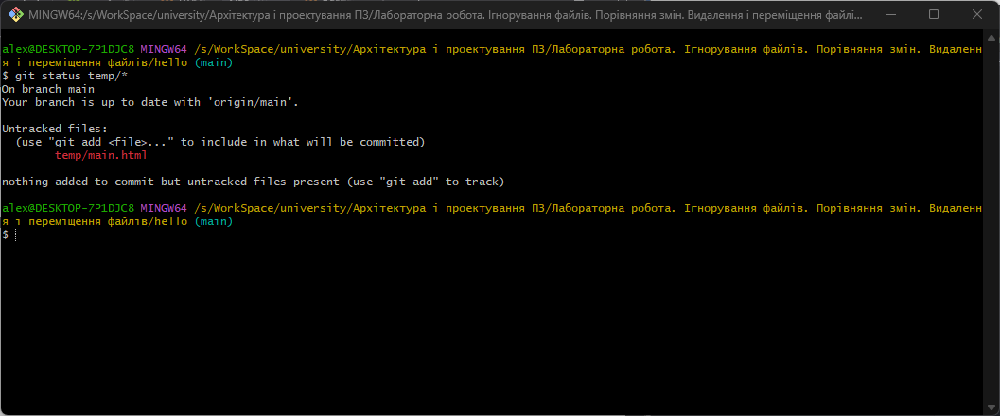 MINGW64:/s/WorkSpace/university/Архітектура і проектування ПЗ/Лабораторна робота. Ігнорування файлів. Порівняння змін. Видалення і переміщення файлі...
alex@DESKTOP-7P1DJC8 MINGW64 /s/WorkSpace/university/Архітектура і проектування ПЗ/Лабораторна робота. Ігнорування файлів. Порівняння змін. Видаленн
я і переміщення файлів/hello (main)
$ git status temp/*
On branch main
Your branch is up to date with 'origin/main'.
Untracked files:
(use "git add <file>..." to include in what will be committed)
temp/main.html
nothing added to commit but untracked files present (use "git add" to track)
alex@DESKTOP-7P1DJC8 MINGW64 /s/WorkSpace/university/Архітектура і проектування ПЗ/Лабораторна робота. Ігнорування файлів. Порівняння змін. Видаленн
я і переміщення файлів/hello (main)
$